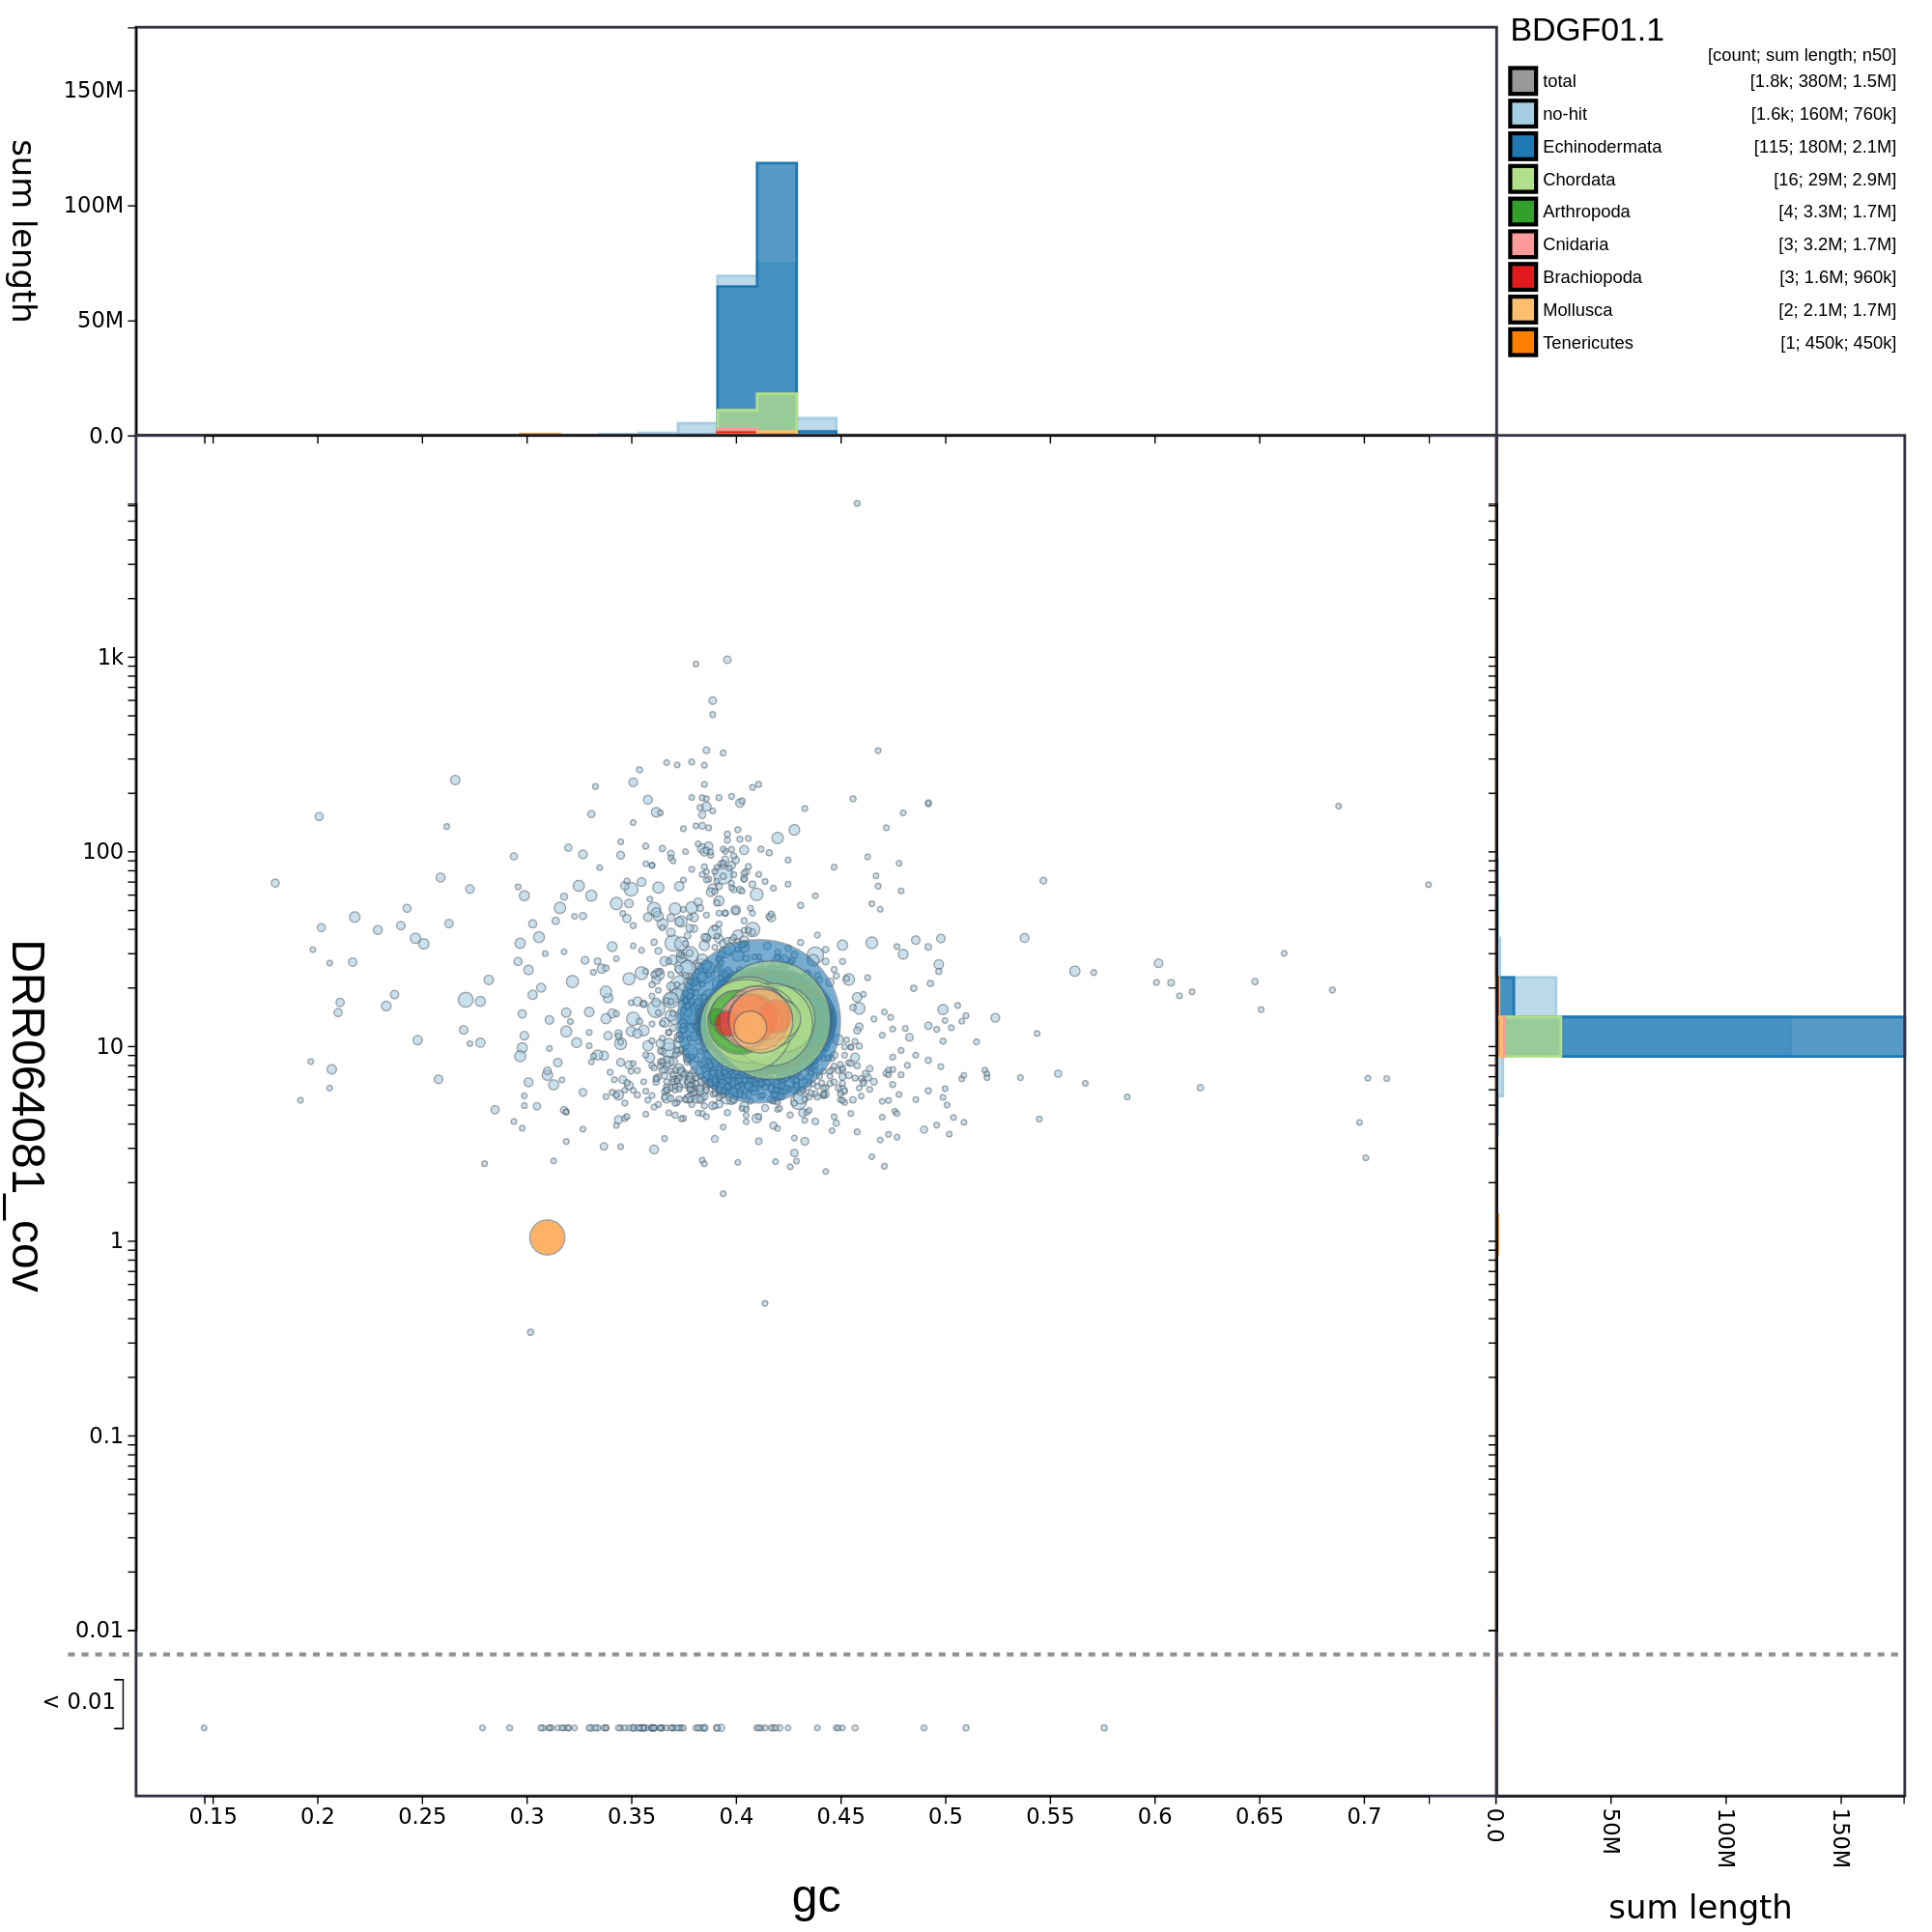 BDGF01.1
[count; sum length; n50]
total [1.8k; 380M; 1.5M]
no-hit [1.6k; 160M; 760k]
Echinodermata [115; 180M; 2.1M]
Chordata [16; 29M; 2.9M]
Arthropoda [4; 3.3M; 1.7M]
Cnidaria [3; 3.2M; 1.7M]
Brachiopoda [3; 1.6M; 960k]
Mollusca [2; 2.1M; 1.7M]
Tenericutes [1; 450k; 450k]
sum length
150M
100M
50M
0.0
DRR064081_cov
1k
100
10
1
0.1
0.01
< 0.01
0.15 0.2 0.25 0.3 0.35 0.4 0.45 0.5 0.55 0.6 0.65 0.7
gc
0.0 50M 100M 150M
sum length